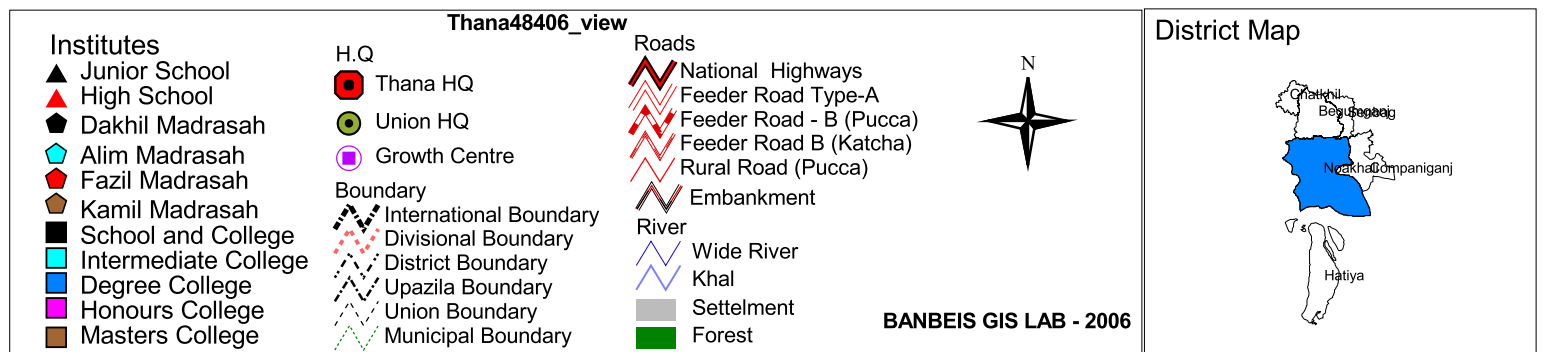 Thana48406_view
Institutes
Junior School
High School
Dakhil Madrasah
Alim Madrasah
Fazil Madrasah
Kamil Madrasah
School and College
Intermediate College
Degree College
Honours College
Masters College
H.Q
Thana HQ
Union HQ
Growth Centre
Boundary
International Boundary
Divisional Boundary
District Boundary
Upazila Boundary
Union Boundary
Municipal Boundary
Roads
National Highways
Feeder Road Type-A
Feeder Road - B (Pucca)
Feeder Road B (Katcha)
Rural Road (Pucca)
Embankment
River
Wide River
Khal
Settelment
Forest
N
BANBEIS GIS LAB - 2006
District Map
Chatkhil
Begumganj
Senbag
Noakhali
Companiganj
Hatiya